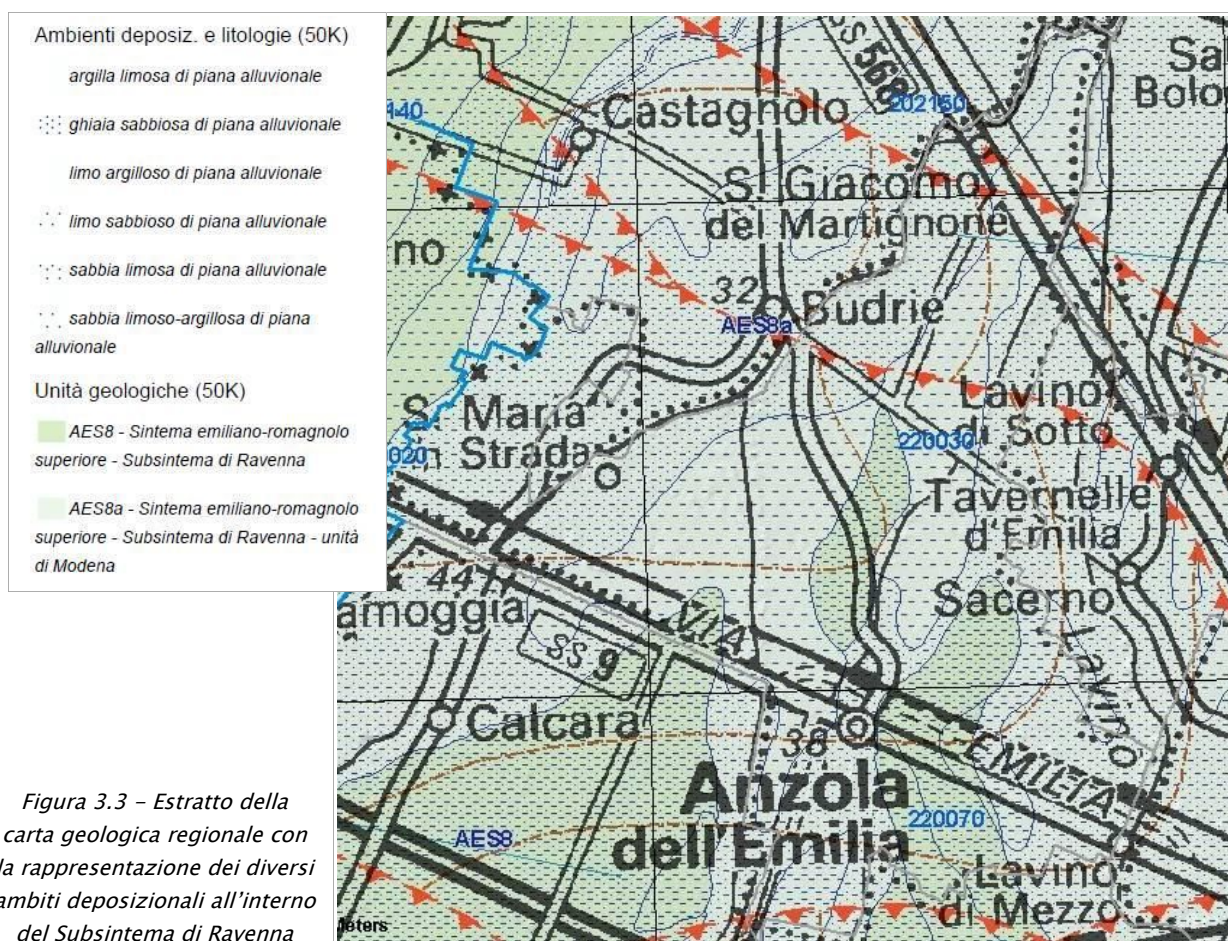 Ambienti deposiz. e litologie (50K)
argilla limosa di piana alluvionale
ghiaia sabbiosa di piana alluvionale
limo argilloso di piana alluvionale
limo sabbioso di piana alluvionale
sabbia limosa di piana alluvionale
sabbia limoso-argillosa di piana
alluvionale
Unità geologiche (50K)
AES8 - Sintema emiliano-romagnolo
superiore - Subsintema di Ravenna
AES8a - Sintema emiliano-romagnolo
superiore - Subsintema di Ravenna - unità
di Modena
SS 568
Sa
Bolo
140
Castagnolo
202150
S. Giacomo
del Martignone
no
32
Budrie
AES8a
Lavino
di Sotto
S. Maria
Strada
020
220030
Tavernelle
d'Emilia
44
amoggia
Sacerno
VIA
SS 9
Lavino
Calcara
38
EMILIA
Anzola
dell'Emilia
220070
AES8
Lavino
di Mezzo
Meters
Figura 3.3 - Estratto della
carta geologica regionale con
la rappresentazione dei diversi
ambiti deposizionali all'interno
del Subsintema di Ravenna